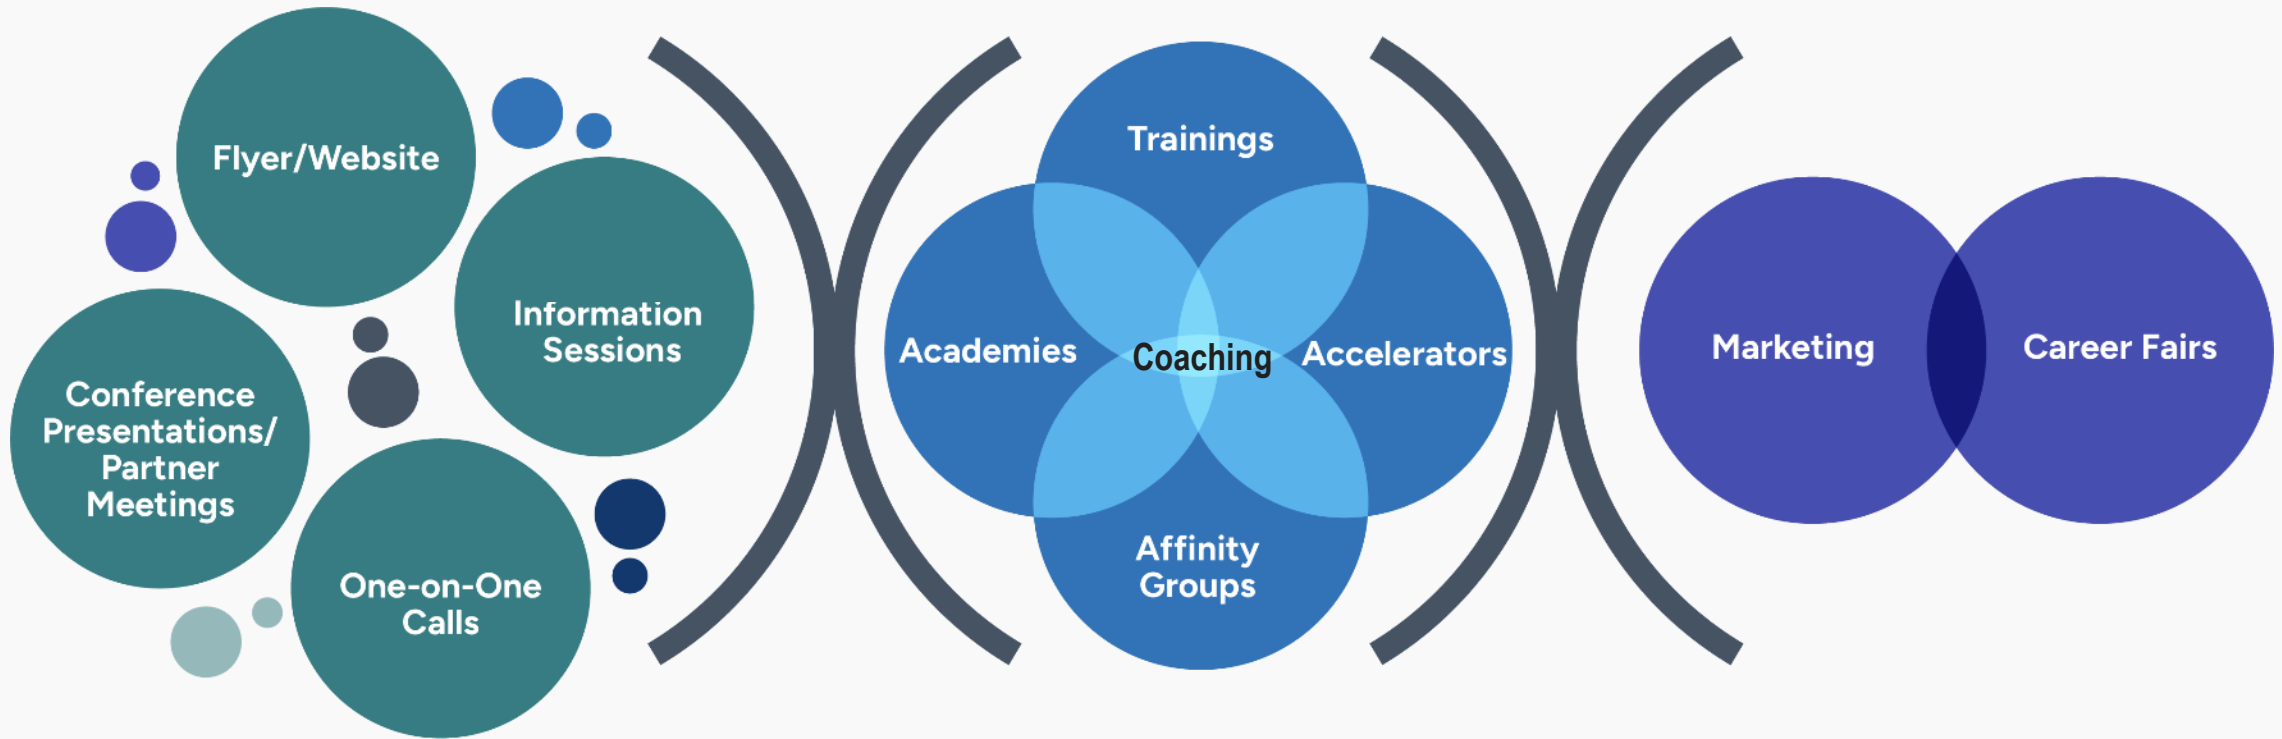 Flyer/Website
Information
Sessions
Conference
Presentations/
Partner
Meetings
One-on-One
Calls
Trainings
Academies
Coaching
Accelerators
Affinity
Groups
Marketing
Career Fairs